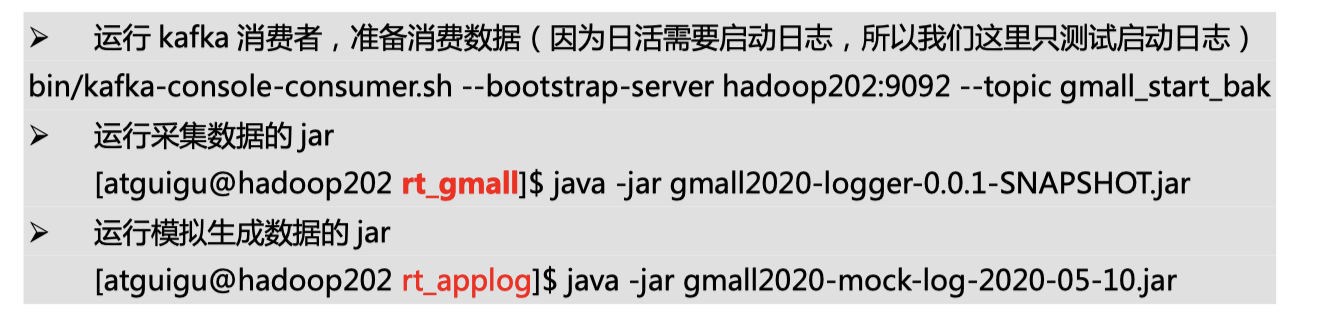 ➢ 运行 kafka 消费者，准备消费数据（因为日活需要启动日志，所以我们这里只测试启动日志）
bin/kafka-console-consumer.sh --bootstrap-server hadoop202:9092 --topic gmall_start_bak
➢ 运行采集数据的 jar
[atguigu@hadoop202 rt_gmall]$ java -jar gmall2020-logger-0.0.1-SNAPSHOT.jar
➢ 运行模拟生成数据的 jar
[atguigu@hadoop202 rt_applog]$ java -jar gmall2020-mock-log-2020-05-10.jar